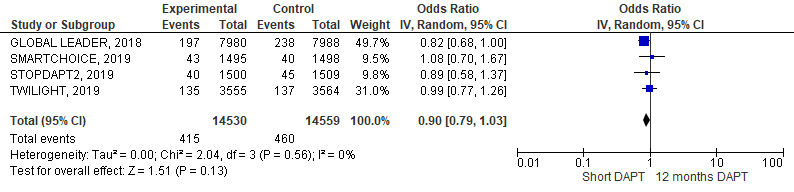 Experimental Control Odds Ratio Odds Ratio
Study or Subgroup Events Total Events Total Weight IV, Random, 95% CI IV, Random, 95% CI
GLOBAL LEADER, 2018 197 7980 238 7988 49.7% 0.82 [0.68, 1.00]
SMARTCHOICE, 2019 43 1495 40 1498 9.5% 1.08 [0.70, 1.67]
STOPDAPT2, 2019 40 1500 45 1509 9.8% 0.89 [0.58, 1.37]
TWILIGHT, 2019 135 3555 137 3564 31.0% 0.99 [0.77, 1.26]
Total (95% CI) 14530 14559 100.0% 0.90 [0.79, 1.03]
Total events 415 460
Heterogeneity: Tau² = 0.00; Chi² = 2.04, df = 3 (P = 0.56); I² = 0%
Test for overall effect: Z = 1.51 (P = 0.13)
0.01 0.1 1 10 100
Short DAPT 12 months DAPT